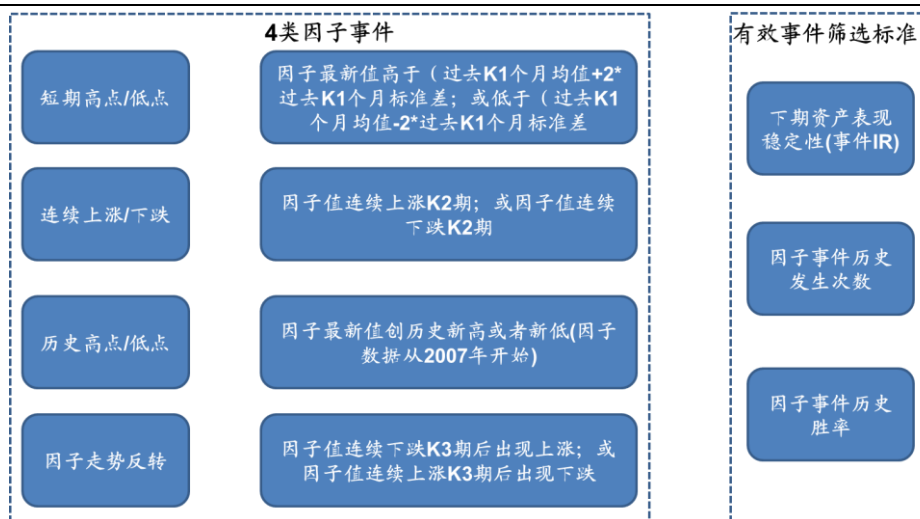 4类因子事件
短期高点/低点
因子最新值高于（过去K1个月均值+2*
过去K1个月标准差；或低于（过去K1
个月均值-2*过去K1个月标准差
连续上涨/下跌
因子值连续上涨K2期；或因子值连续
下跌K2期
历史高点/低点
因子最新值创历史新高或者新低(因子
数据从2007年开始)
因子走势反转
因子值连续下跌K3期后出现上涨；或
因子值连续上涨K3期后出现下跌
有效事件筛选标准
下期资产表现
稳定性(事件IR)
因子事件历史
发生次数
因子事件历史
胜率